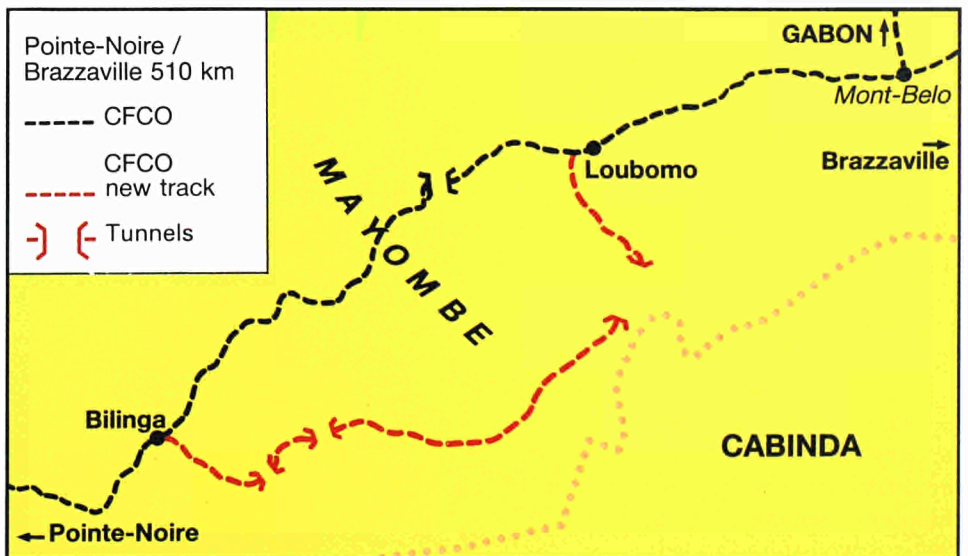 Pointe-Noire /
Brazzaville 510 km
CFCO
CFCO
new track
Tunnels
GABON
Mont-Belo
Brazzaville
Loubomo
MAYOMBE
Bilinga
CABINDA
Pointe-Noire